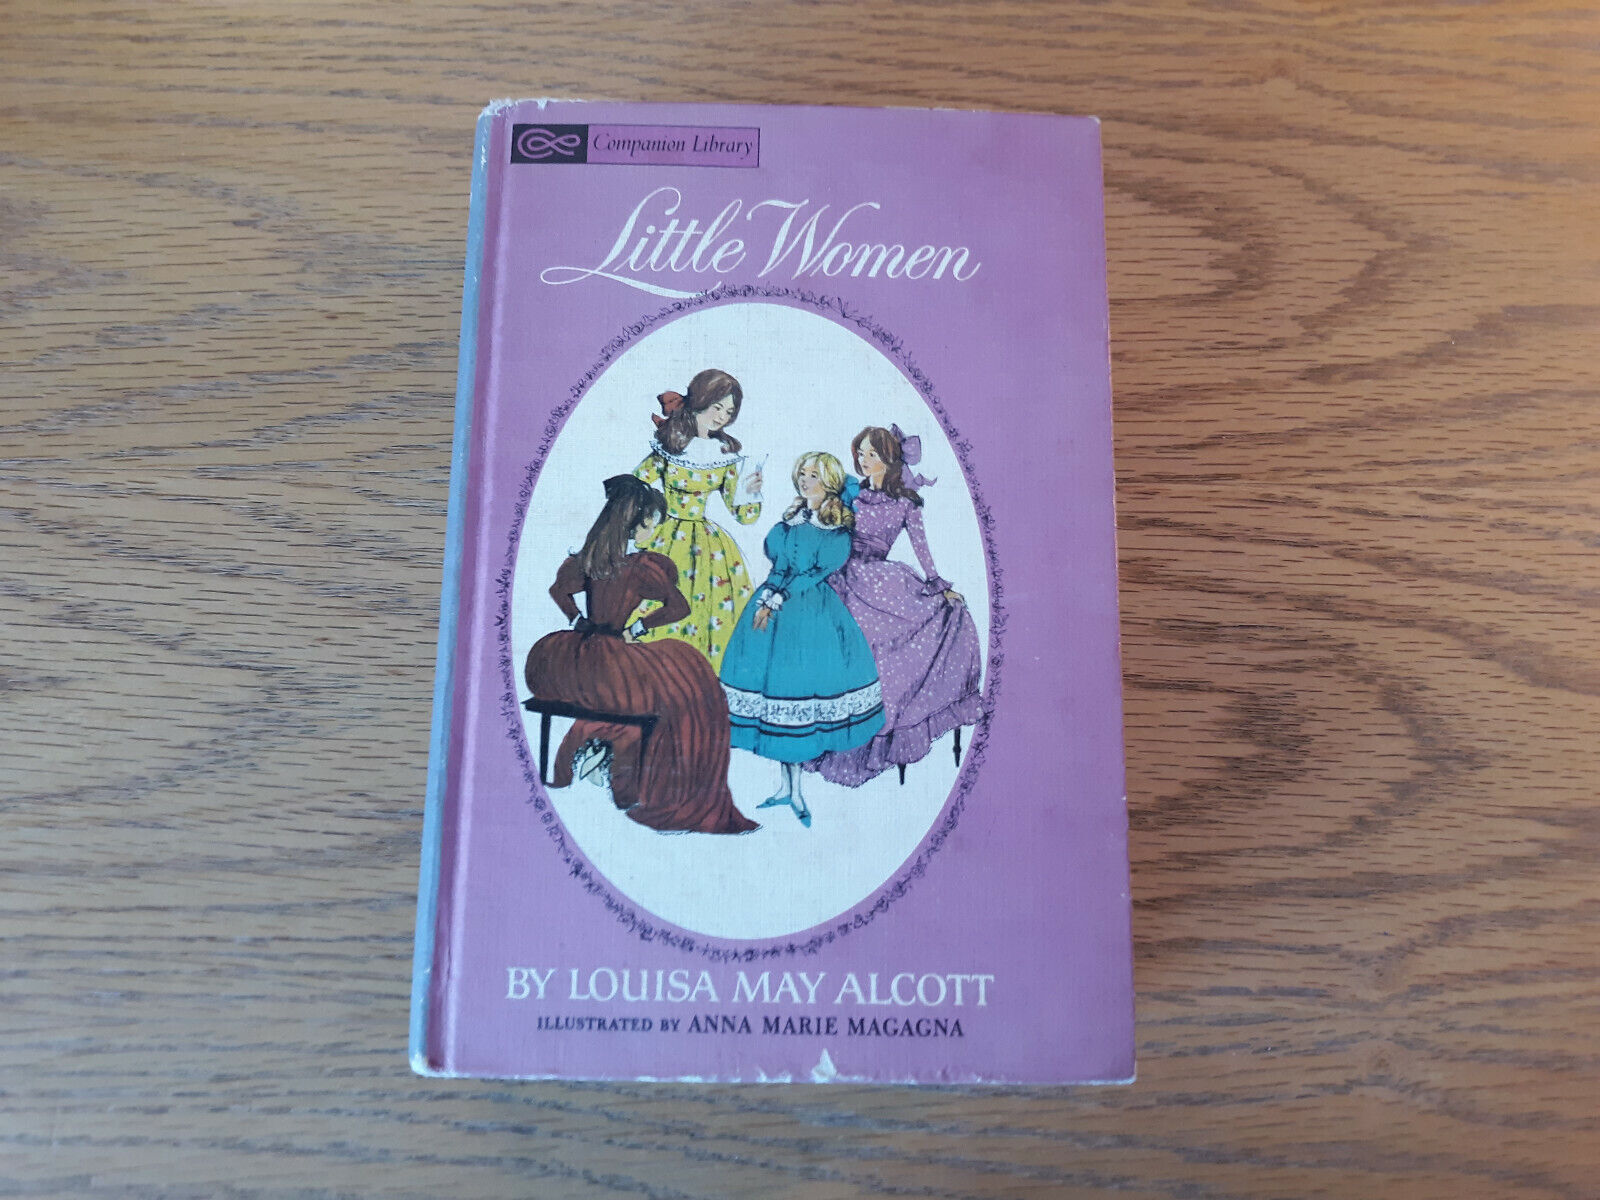 Companion Library
Little Women
BY LOUISA MAY ALCOTT
ILLUSTRATED BY ANNA MARIE MAGAGNA